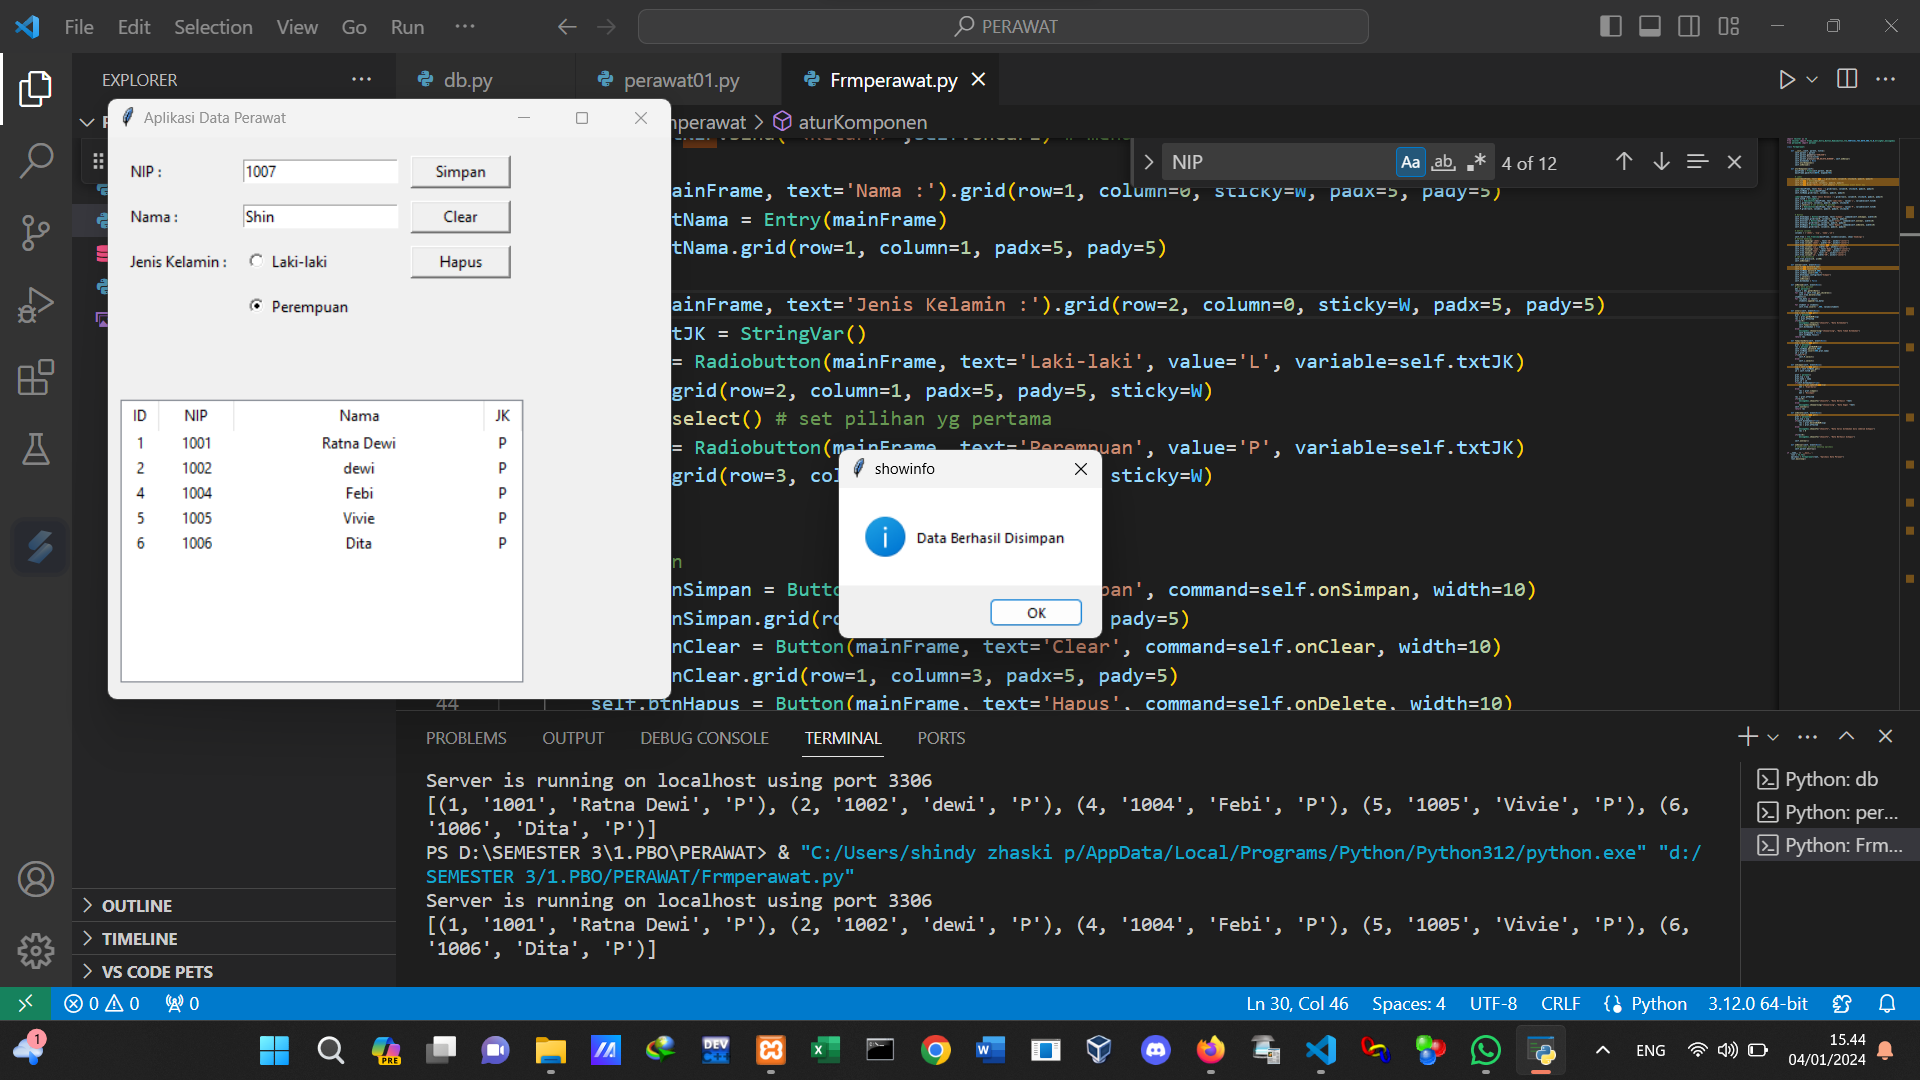 File Edit Selection View Go Run ···
PERAWAT
EXPLORER
db.py
perawat01.py
Frmperawat.py
Aplikasi Data Perawat
NIP :
1007
Simpan
Nama :
Shin
Clear
Jenis Kelamin :
Laki-laki
Hapus
Perempuan
ID NIP Nama JK
1 1001 Ratna Dewi P
2 1002 dewi P
4 1004 Febi P
5 1005 Vivie P
6 1006 Dita P
nperawat > aturKomponen
NIP
Aa ab
4 of 12
ainFrame, text='Nama :').grid(row=1, column=0, sticky=W, padx=5, pady=5)
tNama = Entry(mainFrame)
tNama.grid(row=1, column=1, padx=5, pady=5)
ainFrame, text='Jenis Kelamin :').grid(row=2, column=0, sticky=W, padx=5, pady=5)
tJK = StringVar()
= Radiobutton(mainFrame, text='Laki-laki', value='L', variable=self.txtJK)
grid(row=2, column=1, padx=5, pady=5, sticky=W)
select() # set pilihan yg pertama
= Radiobutton(mainFrame, text='Perempuan', value='P', variable=self.txtJK)
grid(row=3, co
sticky=W)
showinfo
Data Berhasil Disimpan
OK
n
nSimpan = Butt
pan', command=self.onSimpan, width=10)
nSimpan.grid(r
pady=5)
nClear = Button(mainFrame, text='Clear', command=self.onClear, width=10)
nClear.grid(row=1, column=3, padx=5, pady=5)
44 self.btnHapus = Button(mainFrame, text='Hapus', command=self.onDelete, width=10)
PROBLEMS OUTPUT DEBUG CONSOLE TERMINAL PORTS
Server is running on localhost using port 3306
[(1, '1001', 'Ratna Dewi', 'P'), (2, '1002', 'dewi', 'P'), (4, '1004', 'Febi', 'P'), (5, '1005', 'Vivie', 'P'), (6,
'1006', 'Dita', 'P')]
PS D:\SEMESTER 3\1.PBO\PERAWAT> & "C:/Users/shindy zhaski p/AppData/Local/Programs/Python/Python312/python.exe" "d:/
SEMESTER 3/1.PBO/PERAWAT/Frmperawat.py"
Server is running on localhost using port 3306
[(1, '1001', 'Ratna Dewi', 'P'), (2, '1002', 'dewi', 'P'), (4, '1004', 'Febi', 'P'), (5, '1005', 'Vivie', 'P'), (6,
'1006', 'Dita', 'P')]
Python: db
Python: per...
Python: Frm...
OUTLINE
TIMELINE
VS CODE PETS
0 0 0
Ln 30, Col 46 Spaces: 4 UTF-8 CRLF Python 3.12.0 64-bit
1
PRE
DEV C++
ENG
15.44
04/01/2024